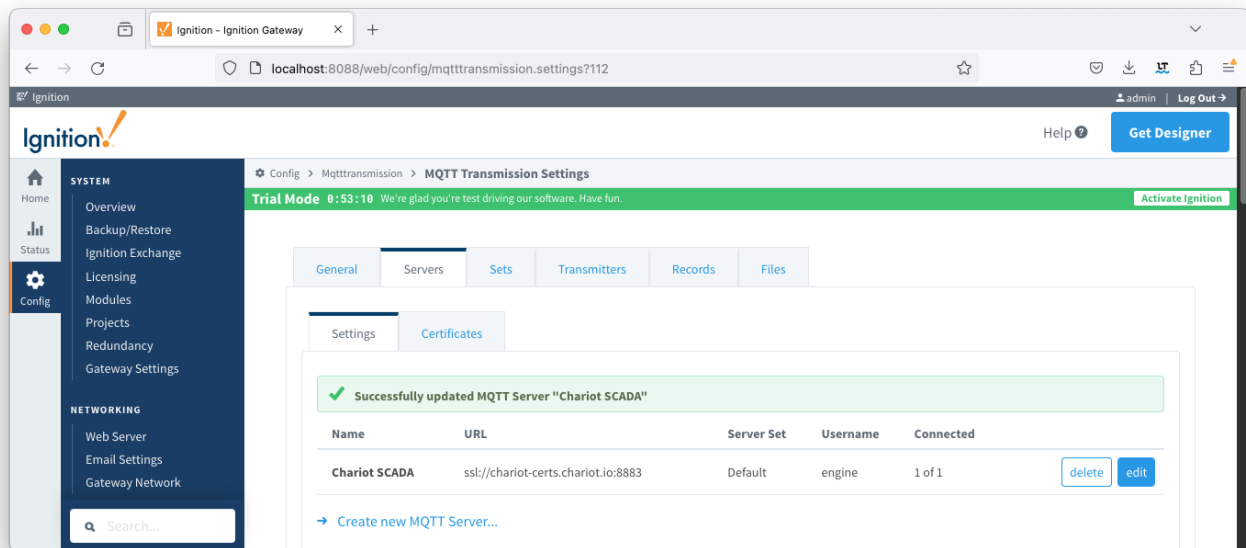 Ignition - Ignition Gateway
localhost:8088/web/config/mqtttransmission.settings?112
Ignition
admin | Log Out
Ignition!
Help
Get Designer
Home
Status
Config
SYSTEM
Overview
Backup/Restore
Ignition Exchange
Licensing
Modules
Projects
Redundancy
Gateway Settings
NETWORKING
Web Server
Email Settings
Gateway Network
Search...
Config > Mqtttransmission > MQTT Transmission Settings
Trial Mode 0:53:10 We're glad you're test driving our software. Have fun. Activate Ignition
General Servers Sets Transmitters Records Files
Settings Certificates
Successfully updated MQTT Server "Chariot SCADA"
Name URL Server Set Username Connected
Chariot SCADA ssl://chariot-certs.chariot.io:8883 Default engine 1 of 1 delete edit
→ Create new MQTT Server...